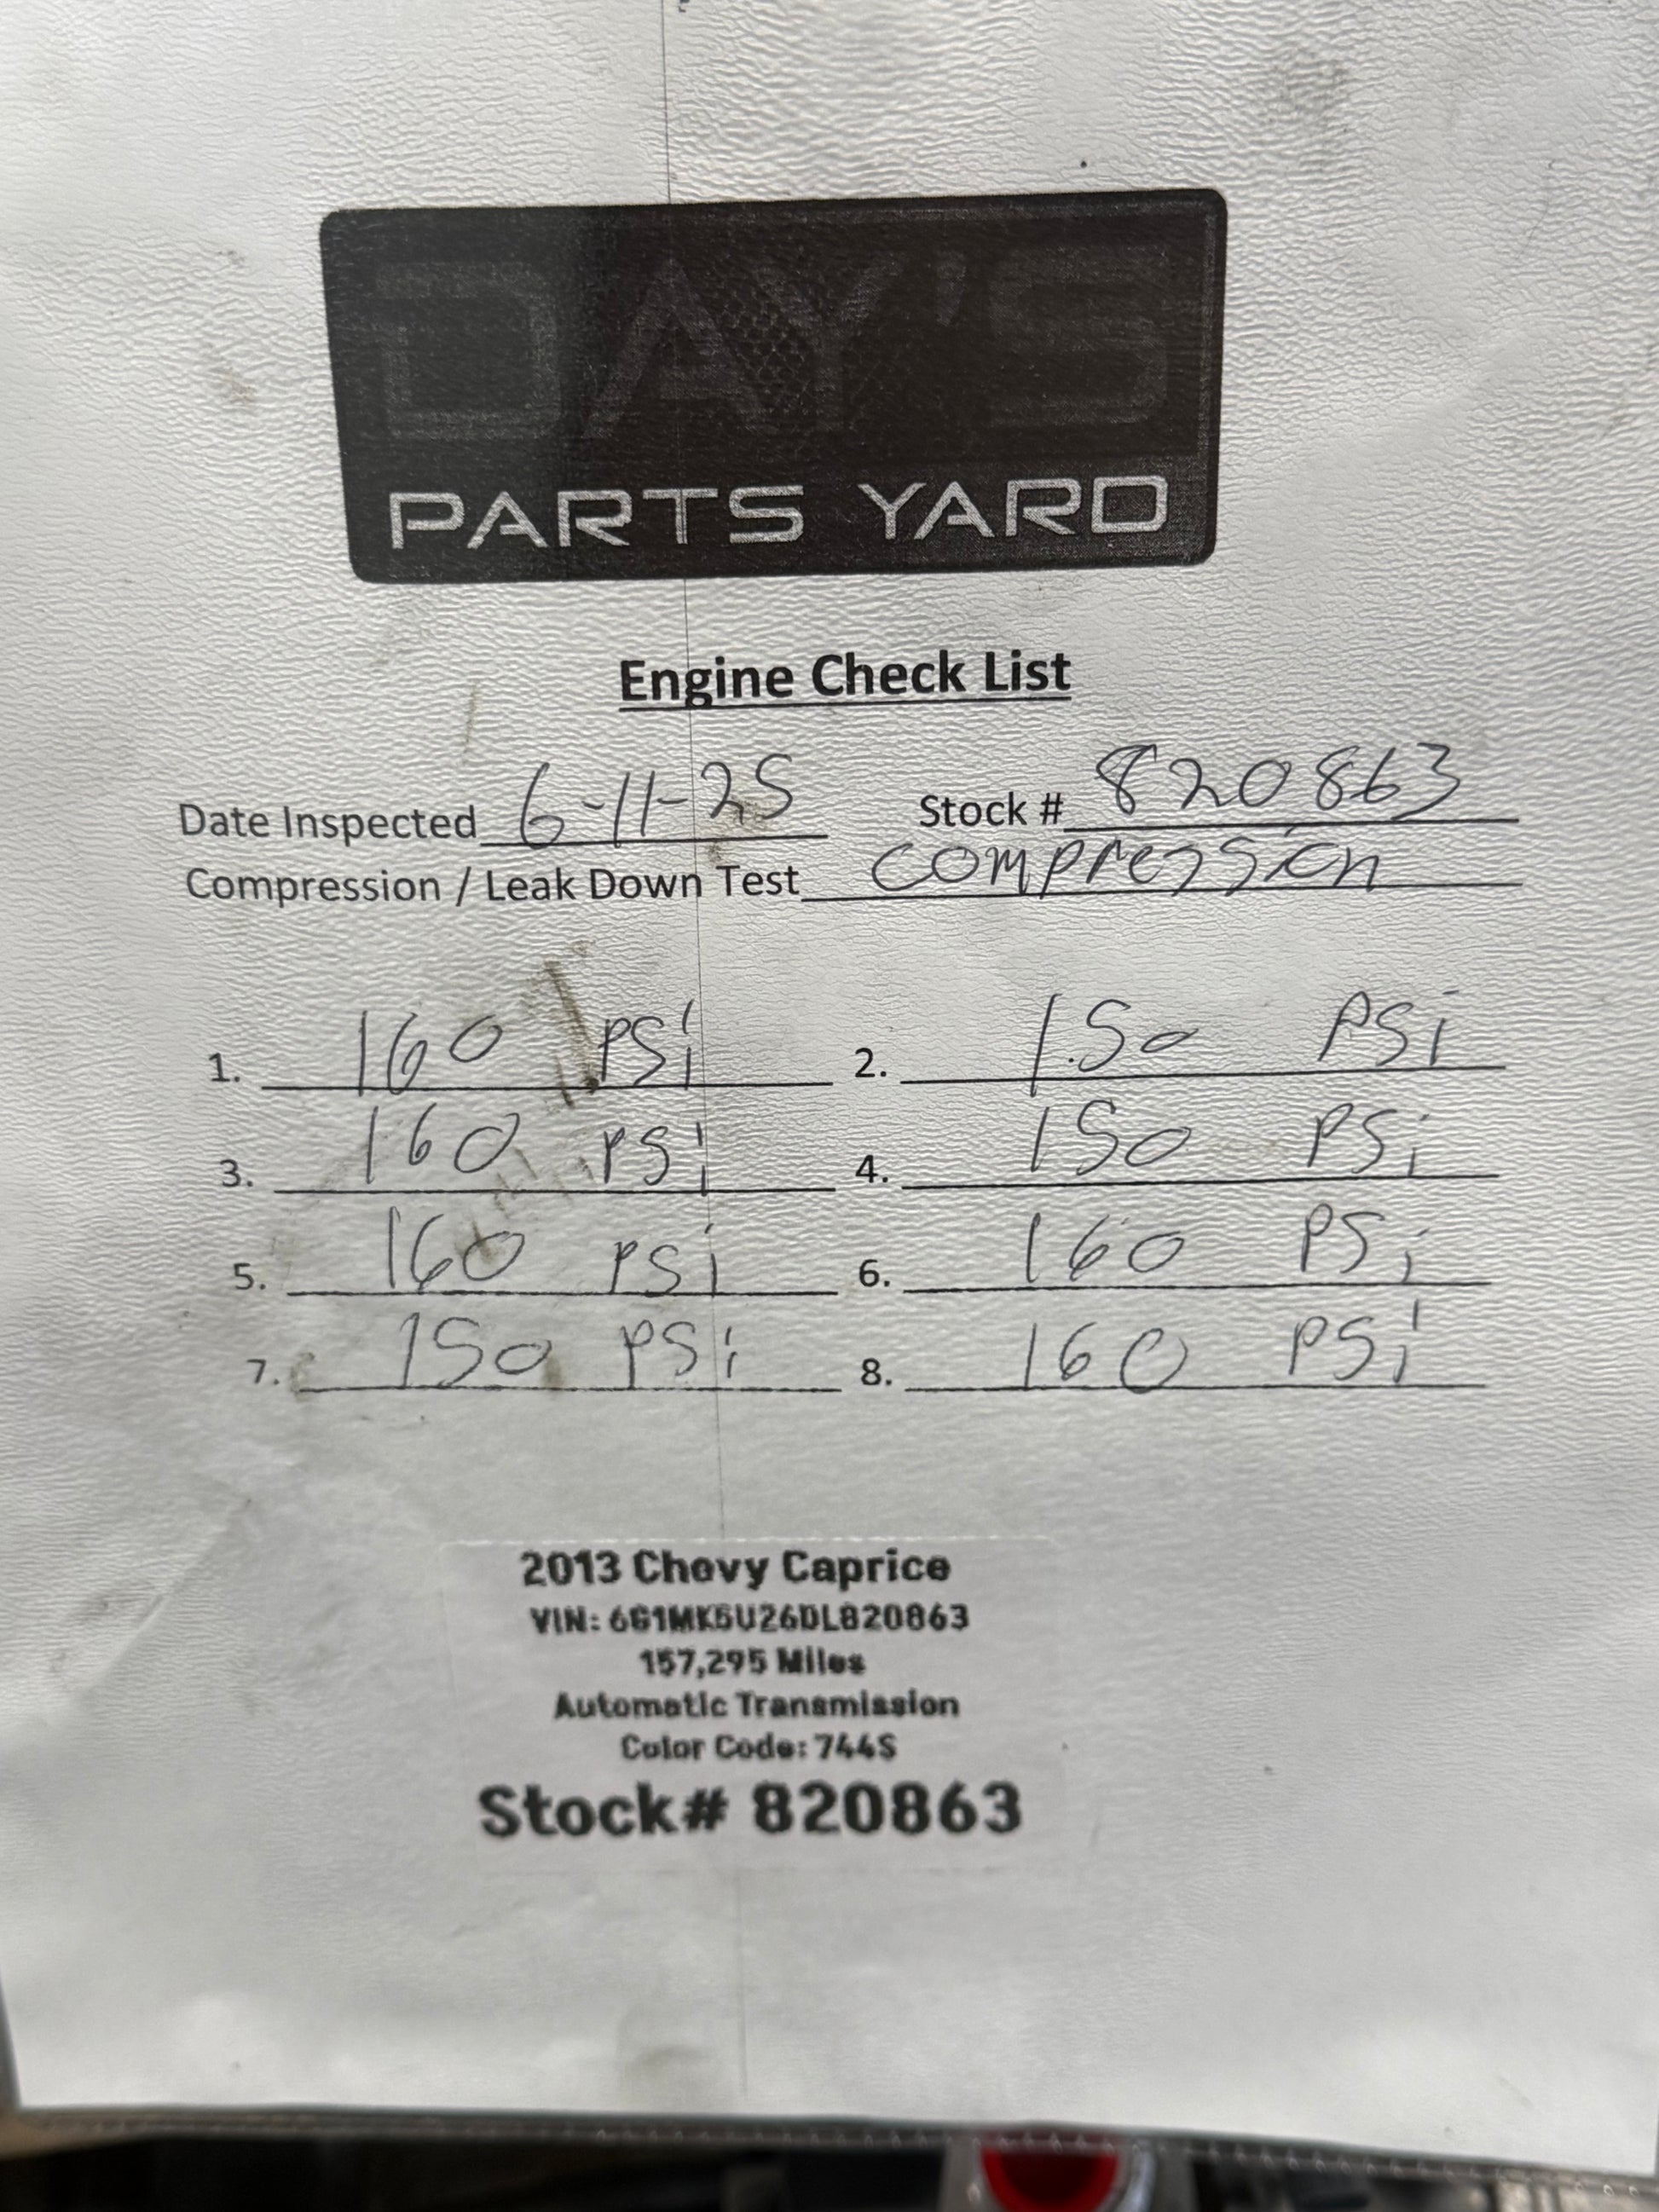 DAY'S
PARTS YARD
Engine Check List
Date Inspected 6-11-25 Stock # 820863
Compression / Leak Down Test compression
1. 160 PSi 2. 150 PSi
3. 160 PSi 4. 150 PSi
5. 160 PSi 6. 160 PSi
7. 150 PSi 8. 160 PSi
2013 Chevy Caprice
VIN: 6G1MK5U26DL820863
157,295 Miles
Automatic Transmission
Color Code: 744S
Stock# 820863